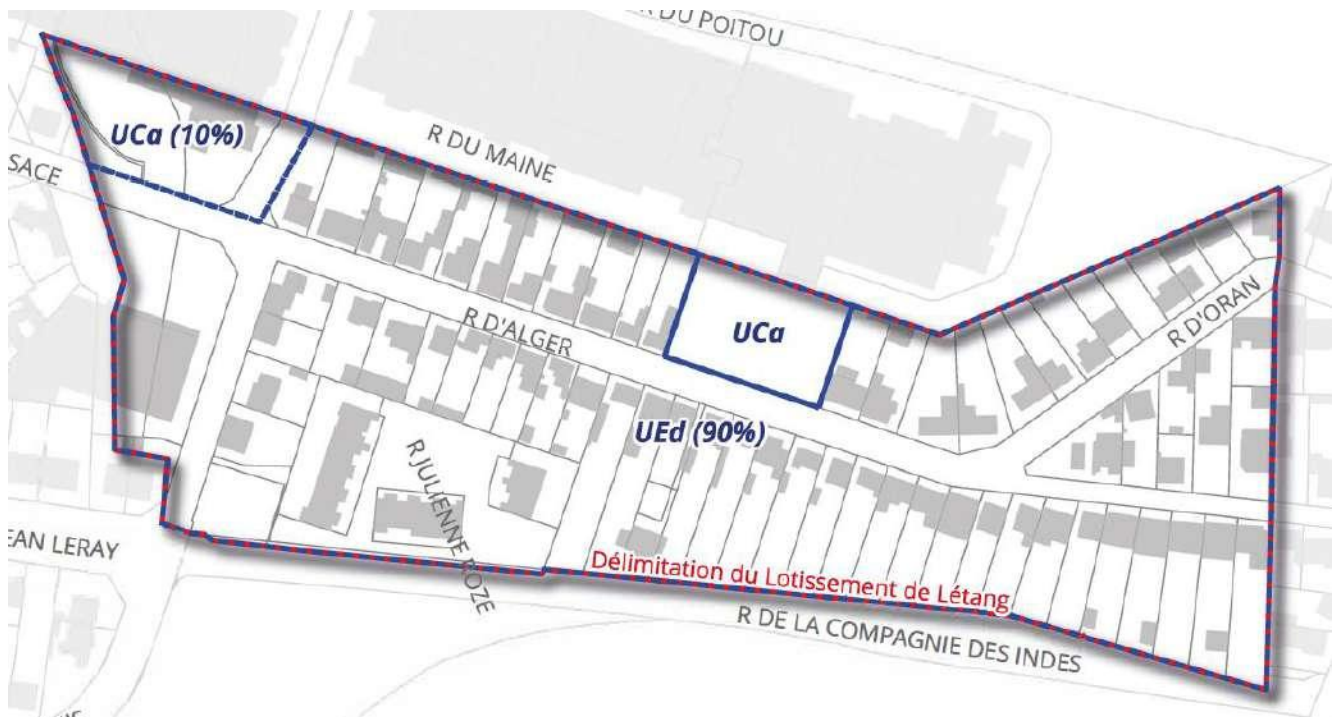 R DU POITOU
UCa (10%)
R DU MAINE
SACE
R D'ALGER
UCa
R D'ORAN
UEd (90%)
R JULIENNE ROZE
EAN LERAY
Délimitation du Lotissement de Létang
R DE LA COMPAGNIE DES INDES